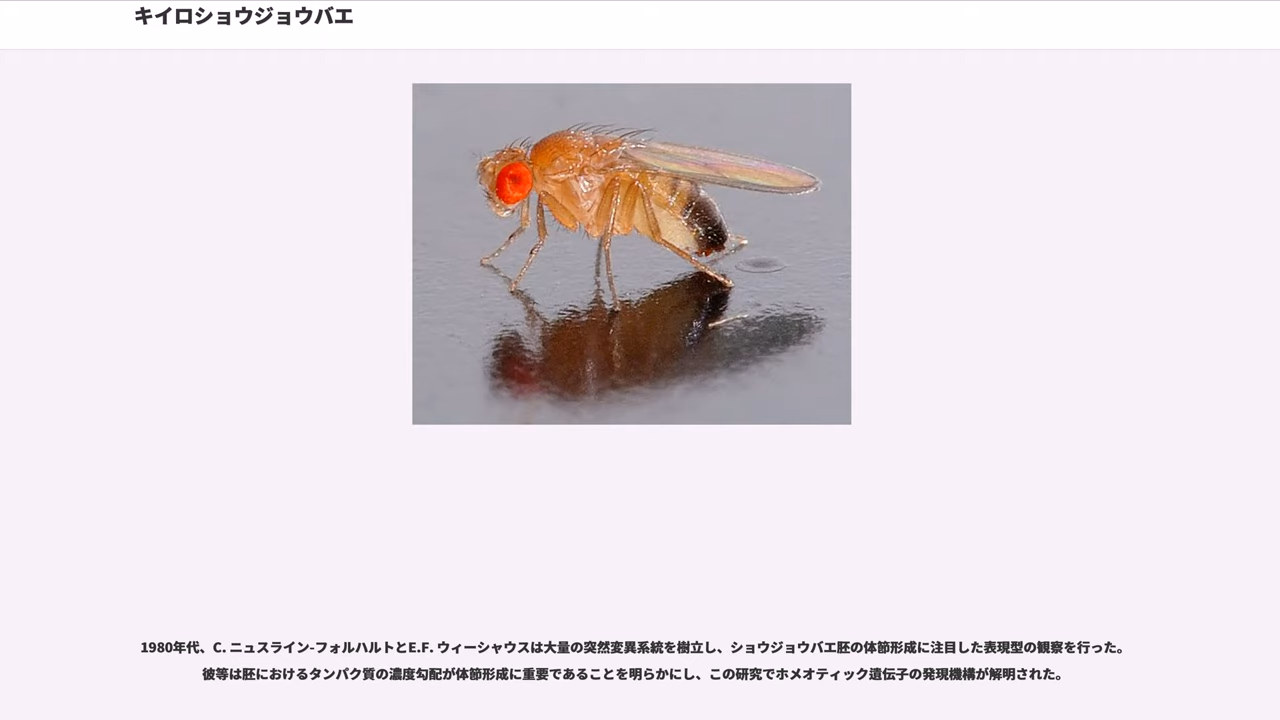 キイロショウジョウバエ
1980年代、C. ニュスライン-フォルハルトとE.F. ウィーシャウスは大量の突然変異系統を樹立し、ショウジョウバエ胚の体節形成に注目した表現型の観察を行った。
彼等は胚におけるタンパク質の濃度勾配が体節形成に重要であることを明らかにし、この研究でホメオティック遺伝子の発現機構が解明された。